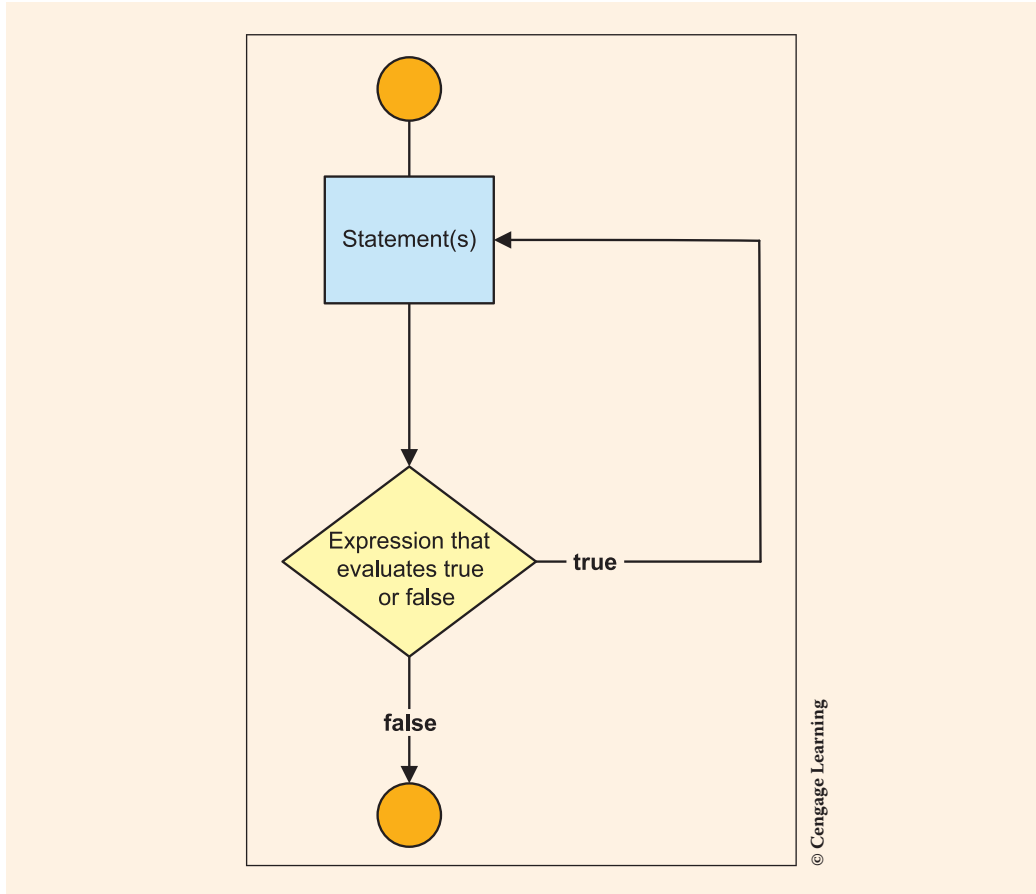 Statement(s)
Expression that
evaluates true
or false
true
false
© Cengage Learning